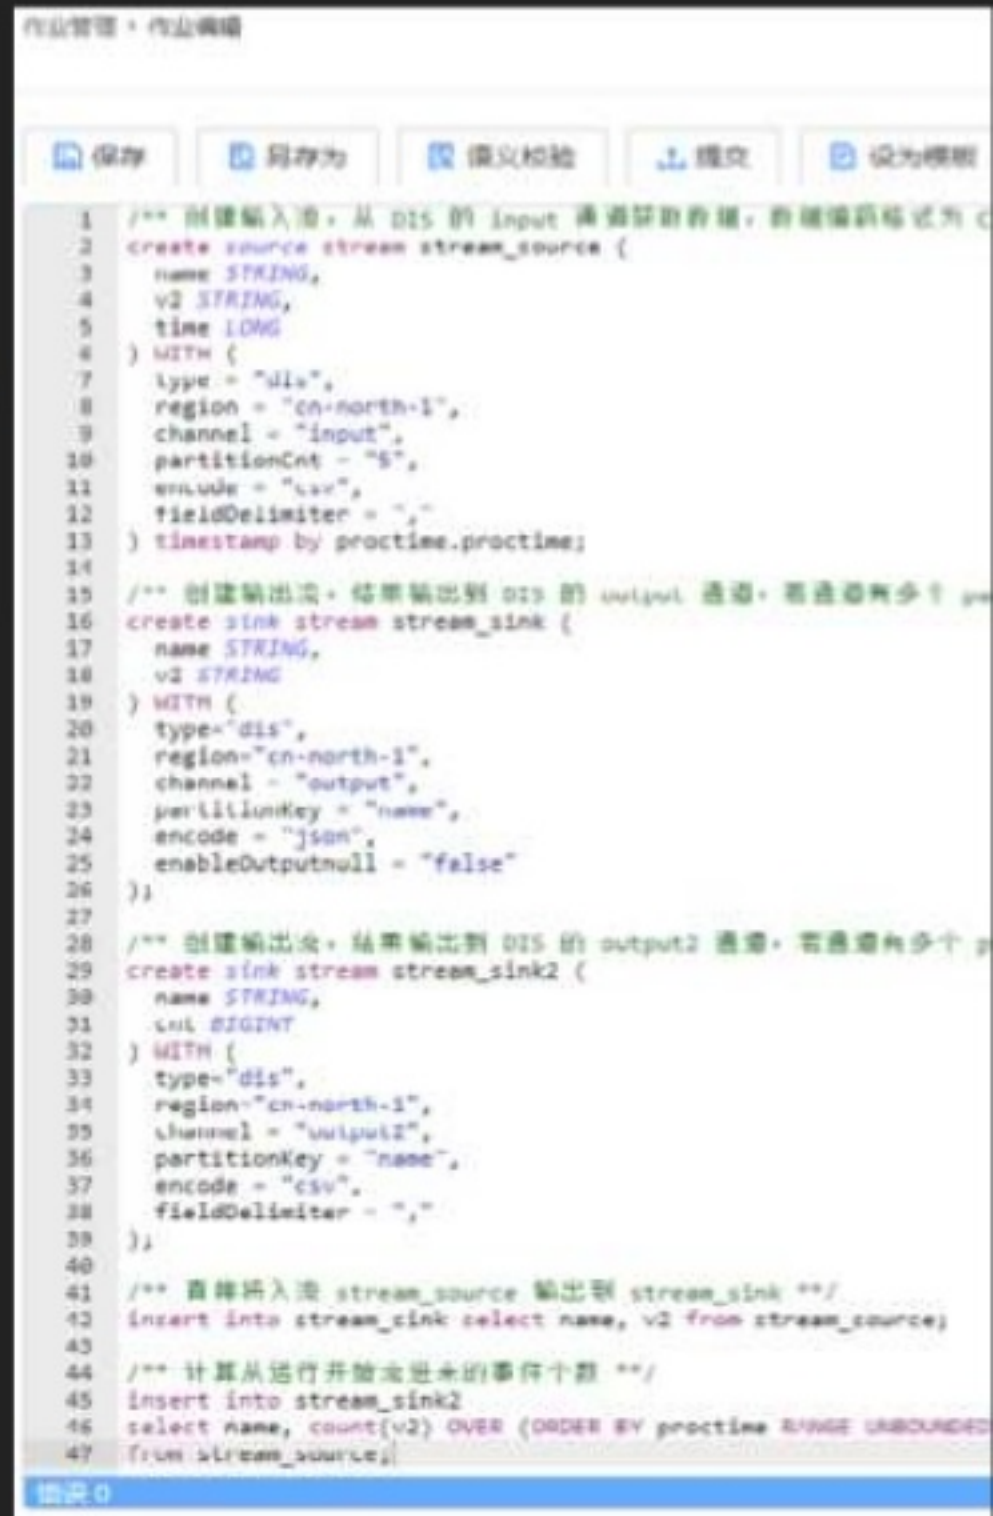 作业管理 › 作业编辑
保存 另存为 语义校验 提交 设为模板
1 /** 创建输入流，从 DIS 的 input 通道获取数据，数据编码格式为 C
2 create source stream stream_source (
3 name STRING,
4 v2 STRING,
5 time LONG
6 ) WITH (
7 type = "dis",
8 region = "cn-north-1",
9 channel = "input",
10 partitionCnt = "5",
11 encode = "csv",
12 fieldDelimiter = ","
13 ) timestamp by proctime.proctime;
14
15 /** 创建输出流，结果输出到 DIS 的 output 通道，若通道有多个 pa
16 create sink stream stream_sink (
17 name STRING,
18 v2 STRING
19 ) WITH (
20 type="dis",
21 region="cn-north-1",
22 channel = "output",
23 partitionKey = "name",
24 encode = "json",
25 enableOutputnull = "false"
26 );
27
28 /** 创建输出流，结果输出到 DIS 的 output2 通道，若通道有多个 p
29 create sink stream stream_sink2 (
30 name STRING,
31 cnt BIGINT
32 ) WITH (
33 type="dis",
34 region="cn-north-1",
35 channel = "output2",
36 partitionKey = "name",
37 encode = "csv",
38 fieldDelimiter = ","
39 );
40
41 /** 直接将入流 stream_source 输出到 stream_sink **/
42 insert into stream_sink select name, v2 from stream_source;
43
44 /** 计算从运行开始流进来的事件个数 **/
45 insert into stream_sink2
46 select name, count(v2) OVER (ORDER BY proctime RANGE UNBOUNDED
47 from stream_source;
错误 0